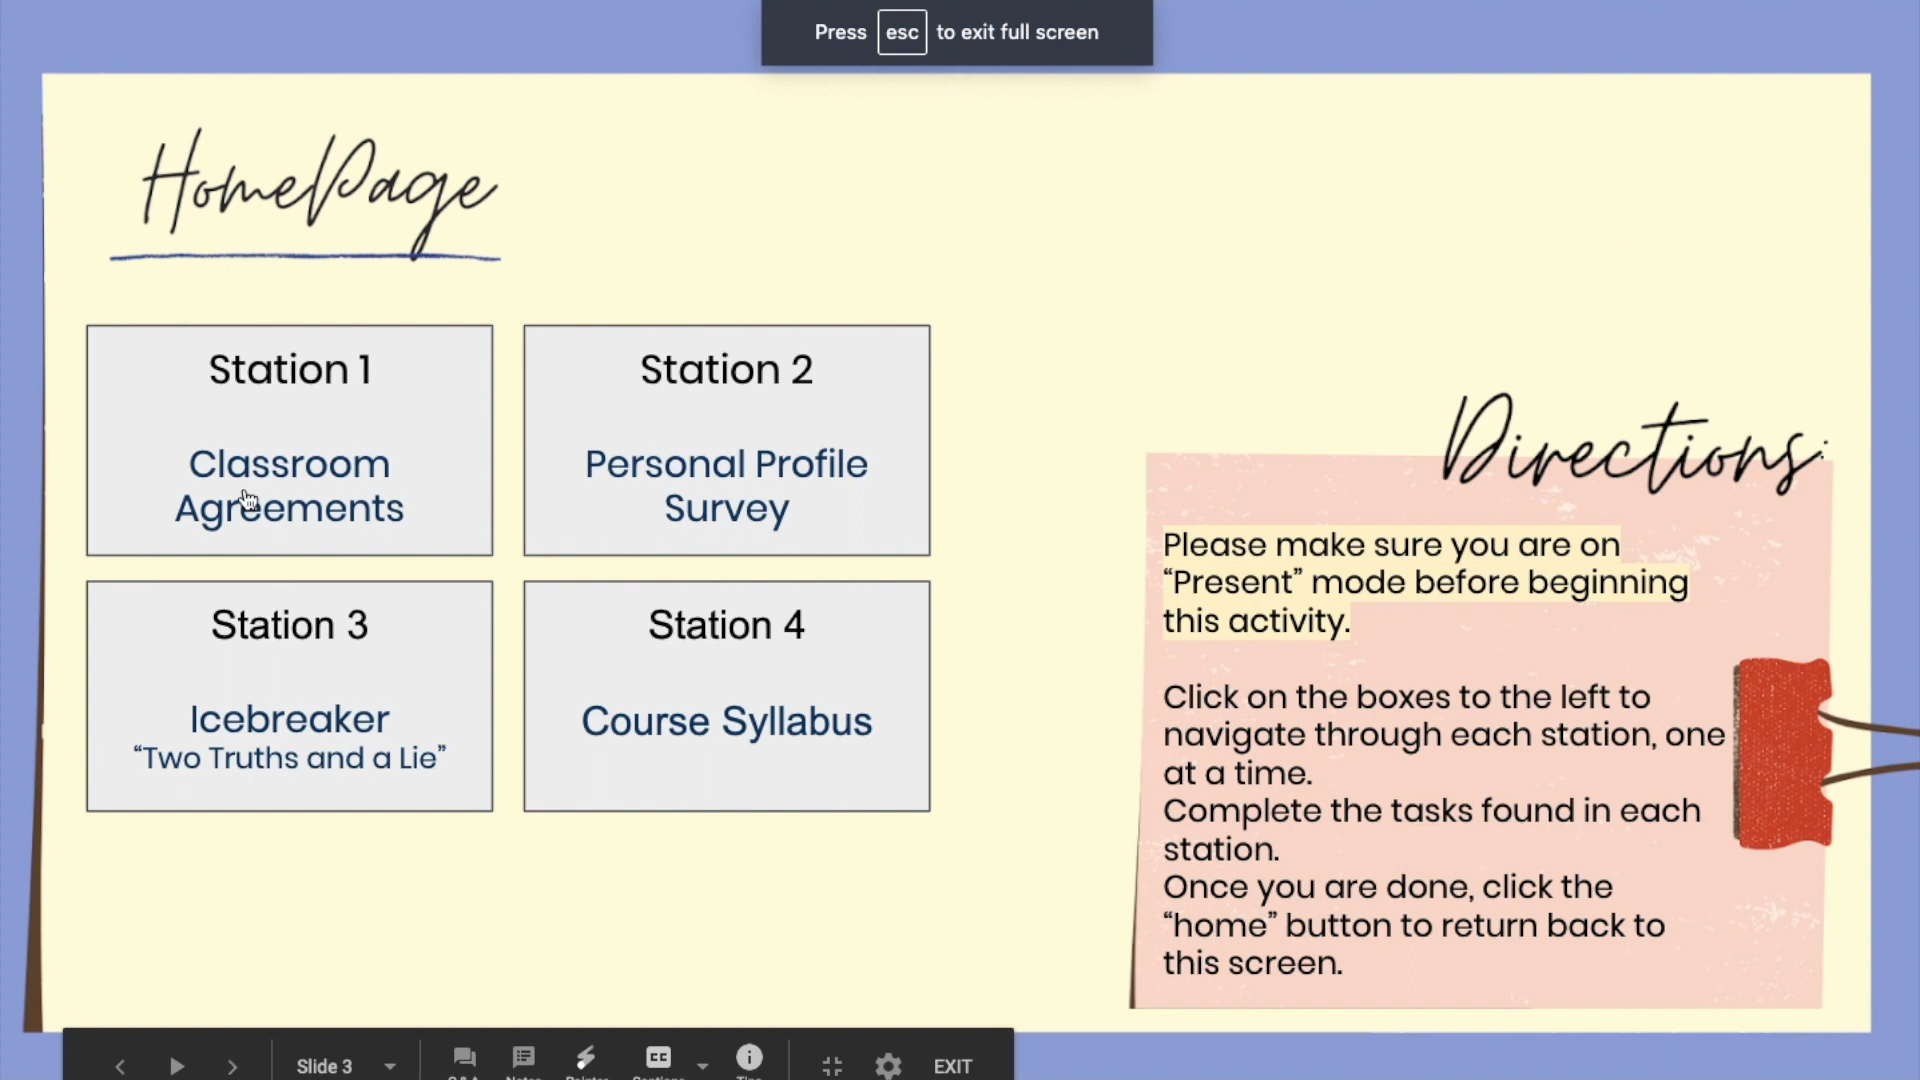 Press esc to exit full screen
HomePage
Station 1
Classroom
Agreements
Station 2
Personal Profile
Survey
Station 3
Icebreaker
“Two Truths and a Lie”
Station 4
Course Syllabus
Directions:
Please make sure you are on
“Present” mode before beginning
this activity.
Click on the boxes to the left to
navigate through each station, one
at a time.
Complete the tasks found in each
station.
Once you are done, click the
“home” button to return back to
this screen.
Slide 3
CC
EXIT